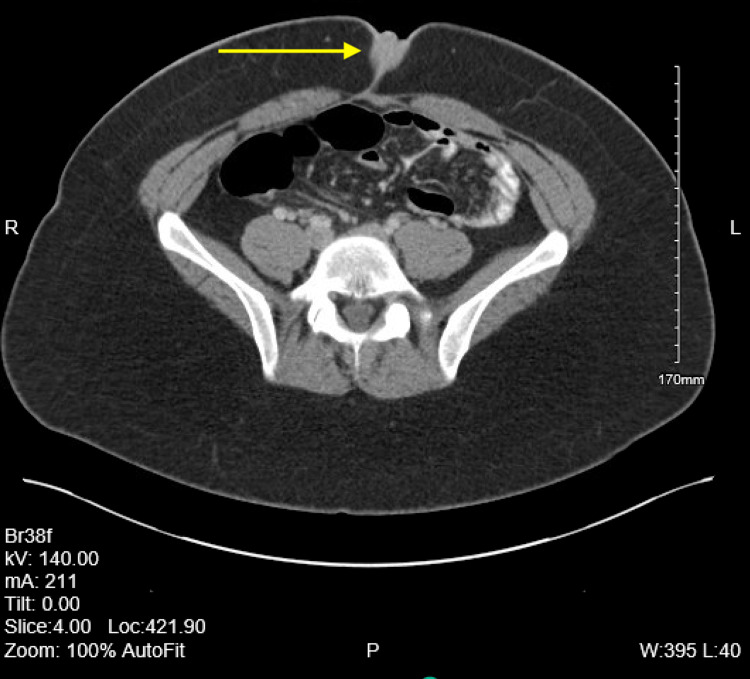 R
L
170mm
Br38f
kV: 140.00
mA: 211
Tilt: 0.00
Slice:4.00 Loc:421.90
Zoom: 100% AutoFit
P
W:395 L:40